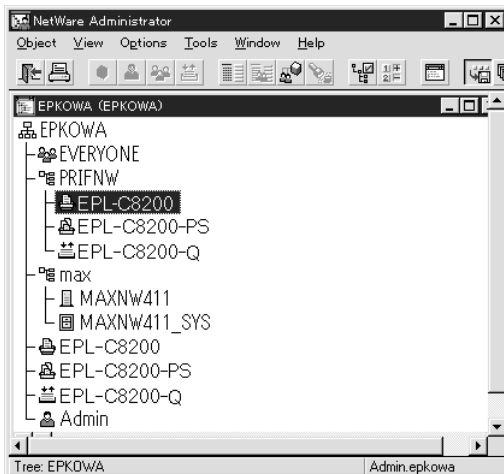 NetWare Administrator
Object View Options Tools Window Help
EPKOWA (EPKOWA)
EPKOWA
EVERYONE
PRIFNW
EPL-C8200
EPL-C8200-PS
EPL-C8200-Q
max
MAXNW411
MAXNW411_SYS
EPL-C8200
EPL-C8200-PS
EPL-C8200-Q
Admin
Tree: EPKOWA Admin.epkowa